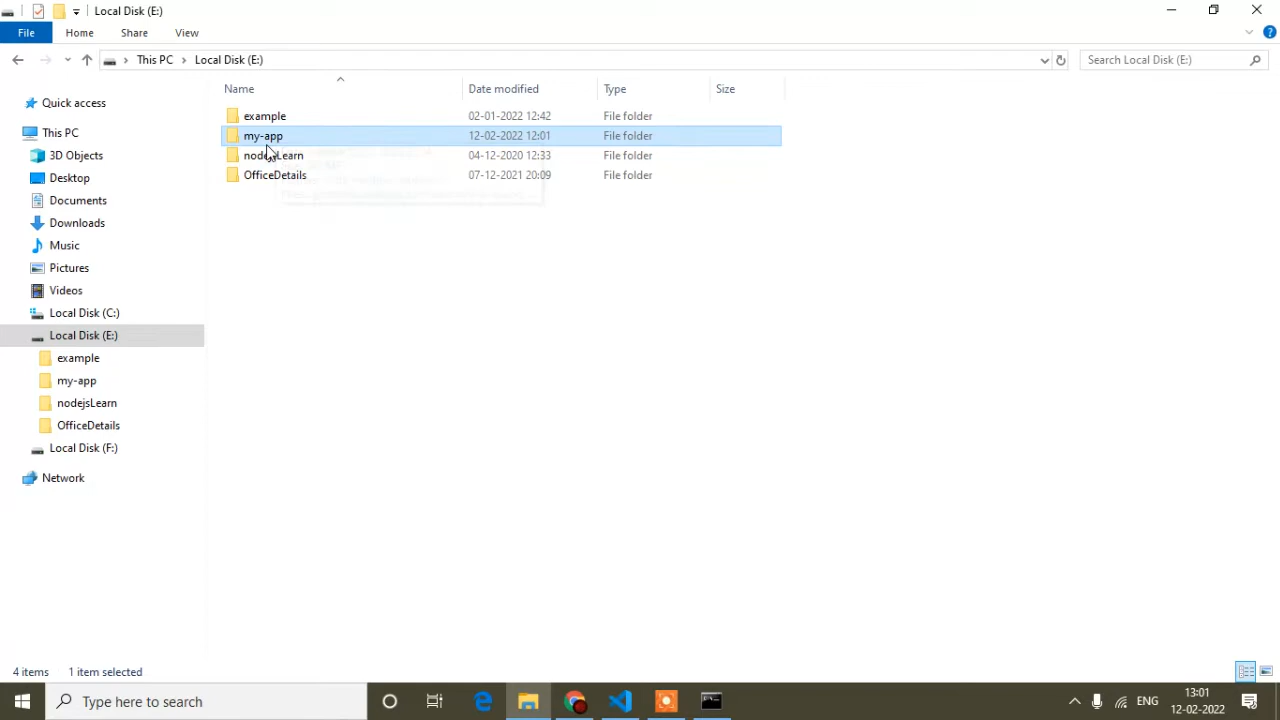 Local Disk (E:)
File Home Share View
This PC Local Disk (E:) Search Local Disk (E:)
Name Date modified Type Size
Quick access
This PC
3D Objects
Desktop
Documents
Downloads
Music
Pictures
Videos
Local Disk (C:)
Local Disk (E:)
example
my-app
nodejsLearn
OfficeDetails
Local Disk (F:)
Network
example 02-01-2022 12:42 File folder
my-app 12-02-2022 12:01 File folder
nodejsLearn 04-12-2020 12:33 File folder
OfficeDetails 07-12-2021 20:09 File folder
4 items 1 item selected
Type here to search
ENG
13:01
12-02-2022